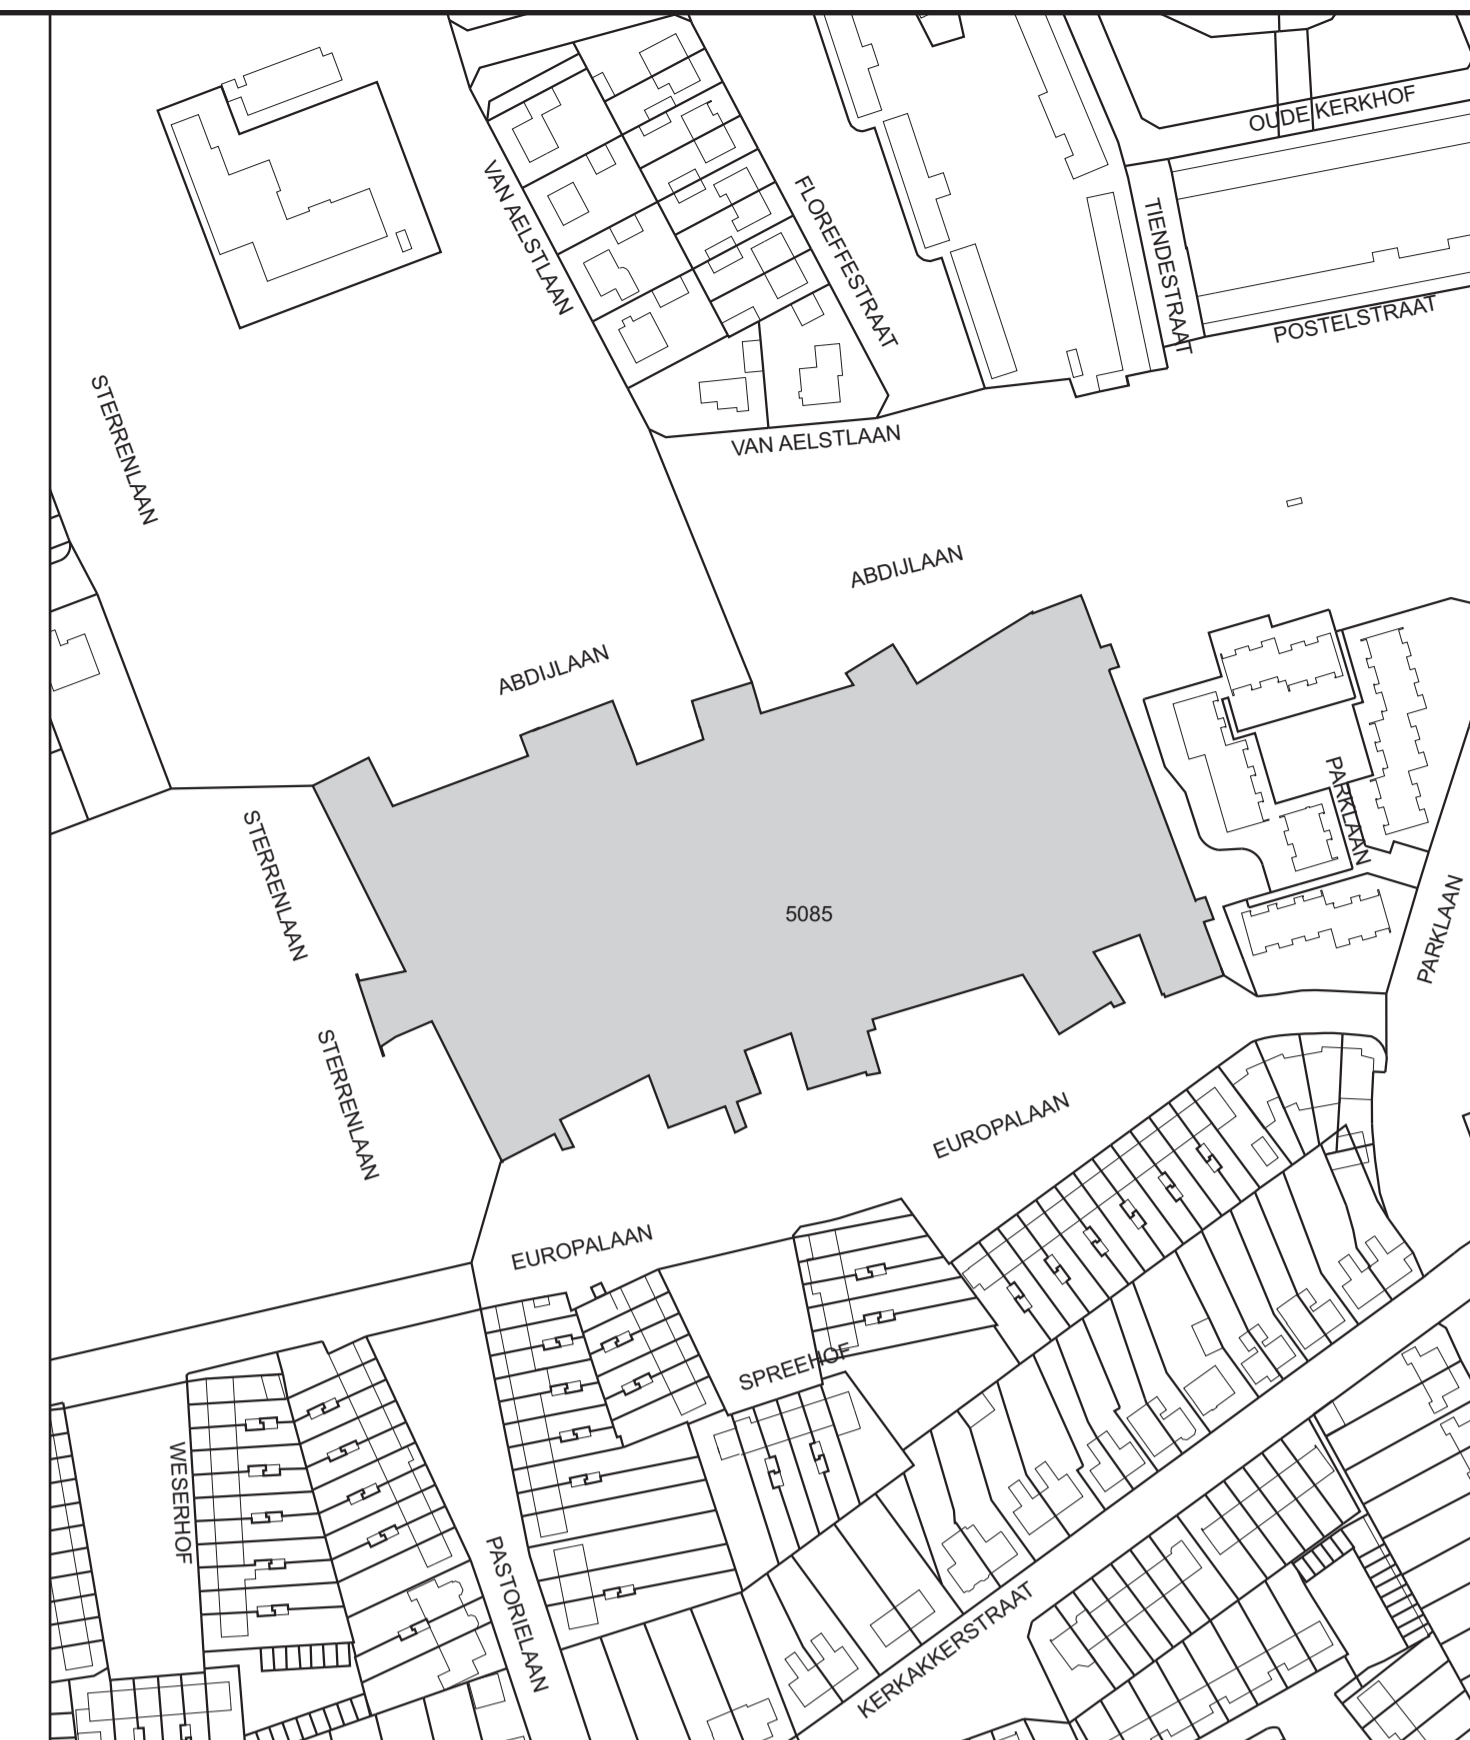 OUDE KERKHOF
VAN AELSTLAAN
FLOREFFESTRAAT
TIENDESTRAAT
POSTELSTRAAT
STERRENLAAN
VAN AELSTLAAN
ABDIJLAAN
ABDIJLAAN
PARKLAAN
STERRENLAAN
PARKLAAN
5085
STERRENLAAN
EUROPALAAN
EUROPALAAN
SPREEHOF
WESERHOF
PASTORIELAAN
KERKAKKERSTRAAT